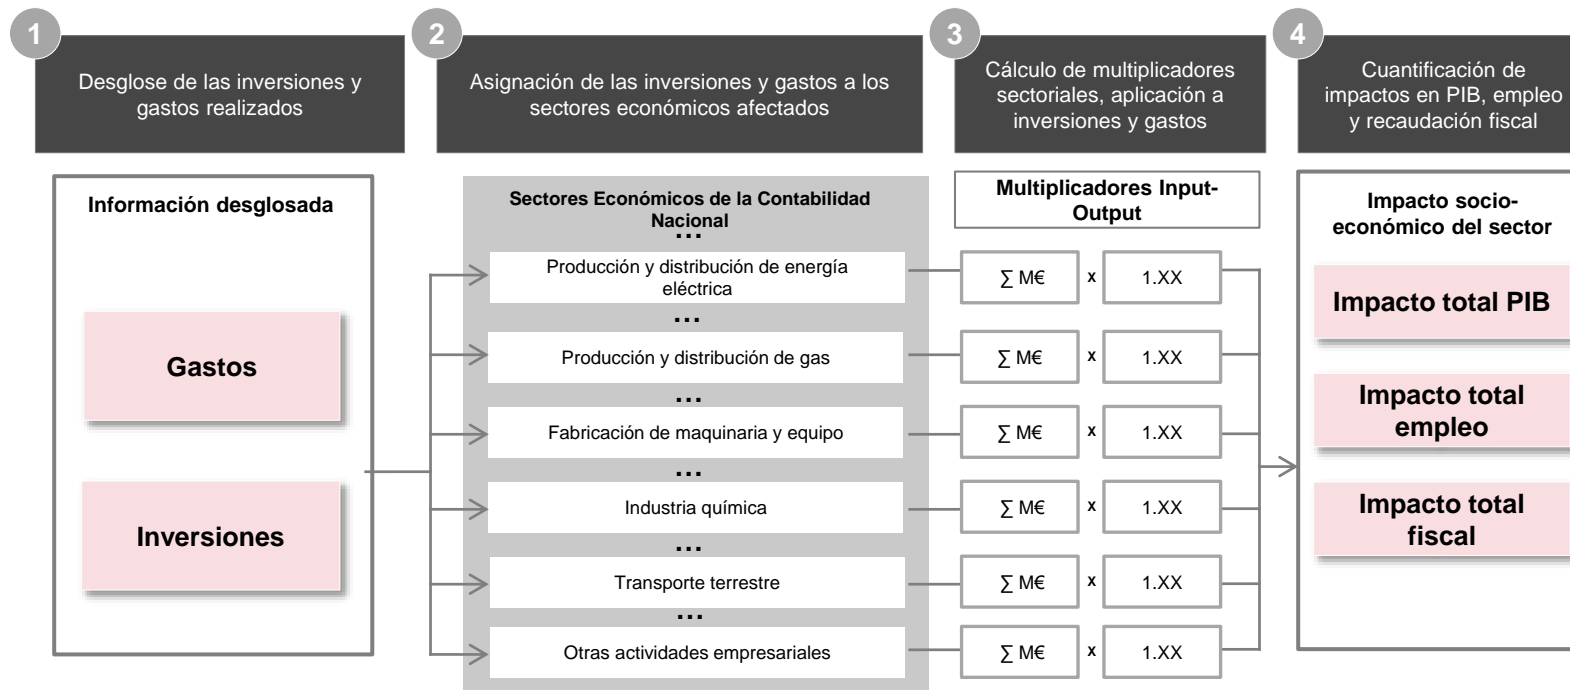 1
Desglose de las inversiones y
gastos realizados
2
Asignación de las inversiones y gastos a los
sectores económicos afectados
3
Cálculo de multiplicadores
sectoriales, aplicación a
inversiones y gastos
4
Cuantificación de
impactos en PIB, empleo
y recaudación fiscal
Información desglosada
Gastos
Inversiones
Sectores Económicos de la Contabilidad
Nacional
...
Producción y distribución de energía
eléctrica
...
Producción y distribución de gas
...
Fabricación de maquinaria y equipo
...
Industria química
...
Transporte terrestre
...
Otras actividades empresariales
Multiplicadores Input-
Output
∑ M€ x 1.XX
∑ M€ x 1.XX
∑ M€ x 1.XX
∑ M€ x 1.XX
∑ M€ x 1.XX
∑ M€ x 1.XX
Impacto socio-
económico del sector
Impacto total PIB
Impacto total
empleo
Impacto total
fiscal